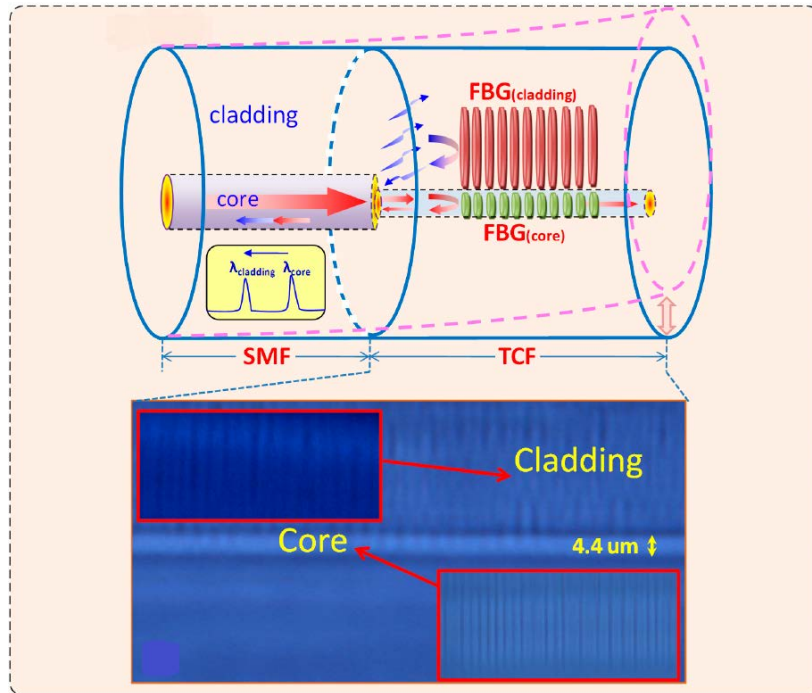 FBG(cladding)
cladding
core
FBG(core)
λcladding λcore
SMF
TCF
Cladding
Core
4.4 um